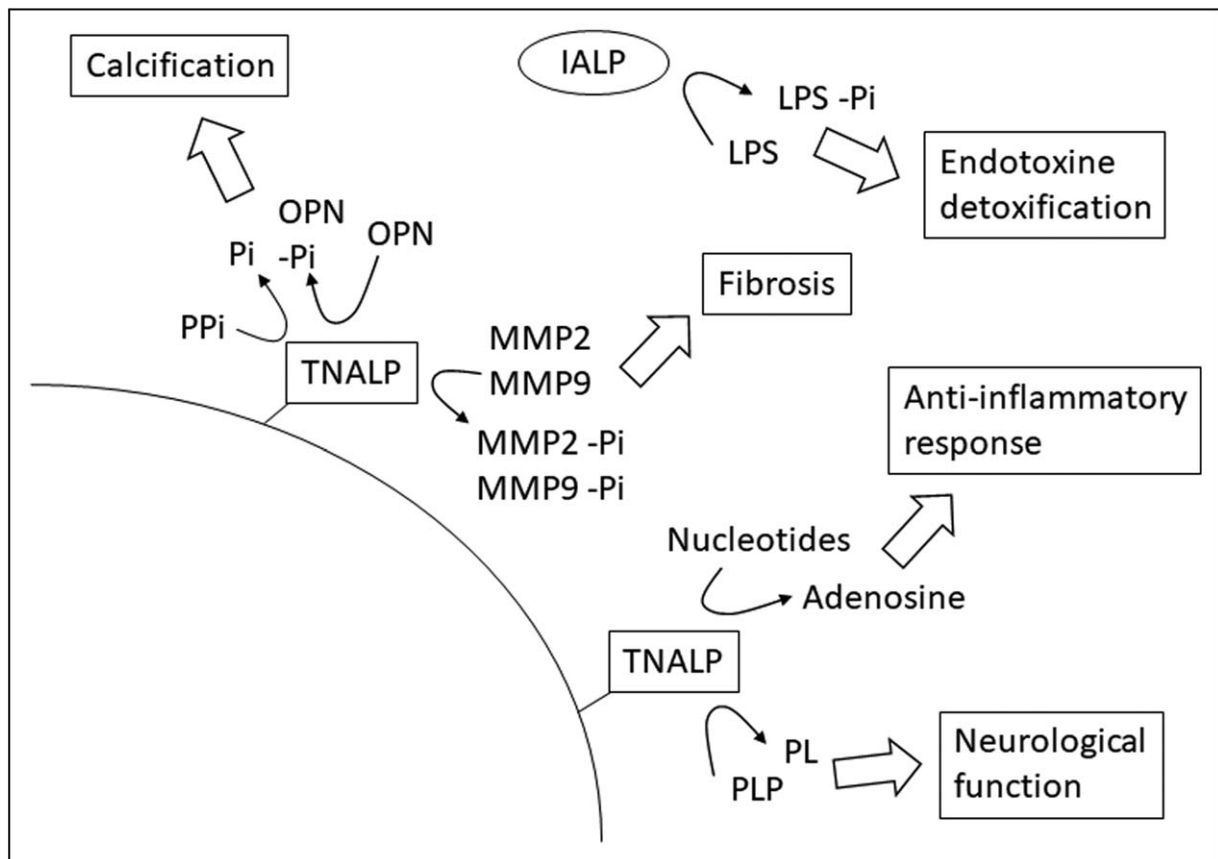 Calcification
IALP
LPS -Pi
LPS
Endotoxine
detoxification
OPN
-Pi
OPN
Pi
PPi
TNALP
Fibrosis
MMP2
MMP9
MMP2 -Pi
MMP9 -Pi
Anti-inflammatory
response
Nucleotides
Adenosine
TNALP
PL
PLP
Neurological
function